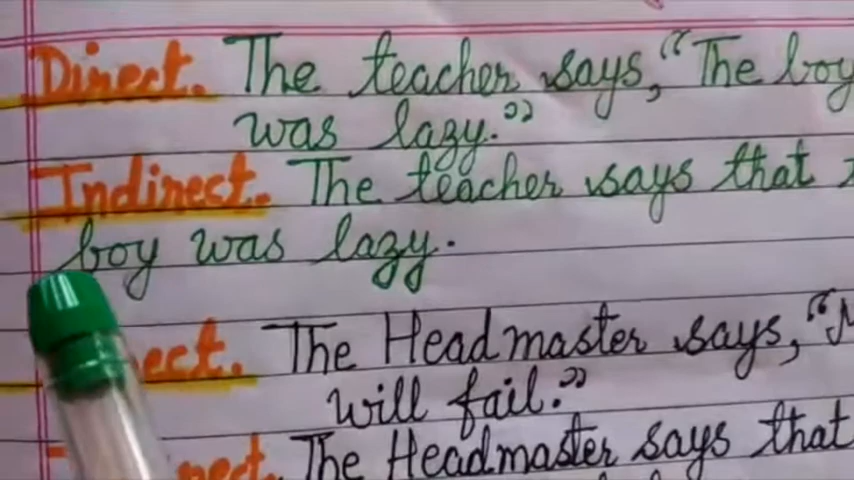 Direct. The teacher says, "The boy
was lazy."
Indirect. The teacher says that
boy was lazy.
The Headmaster says, "
will fail."
The Headmaster says that